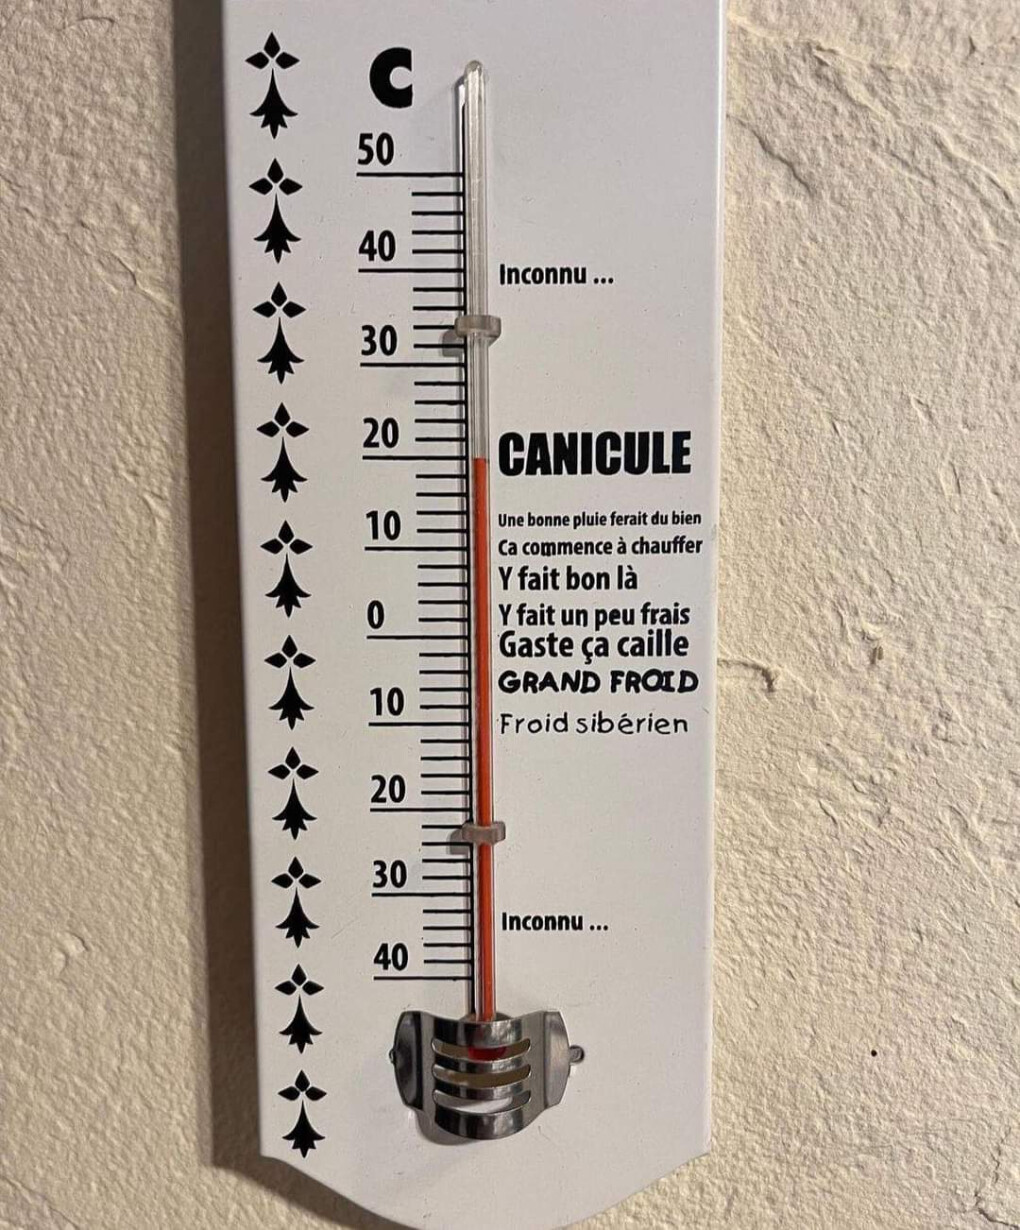 C
50
40
Inconnu ...
30
20
CANICULE
10
Une bonne pluie ferait du bien
Ca commence à chauffer
Y fait bon là
0
Y fait un peu frais
Gaste ça caille
GRAND FROID
10
Froid sibérien
20
30
Inconnu ...
40